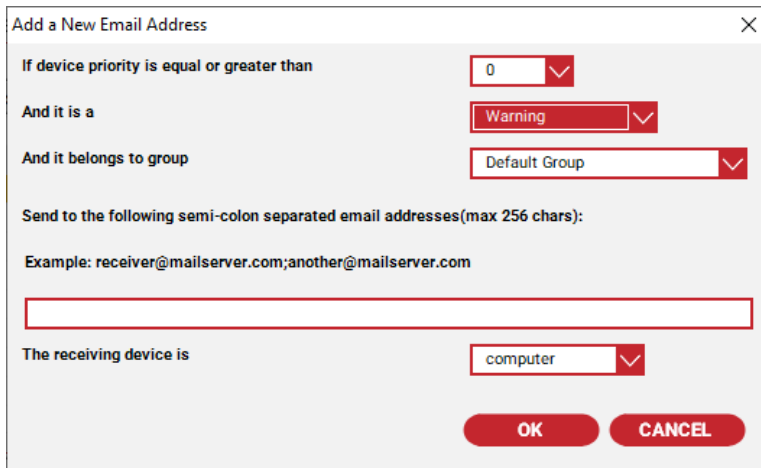 Add a New Email Address
If device priority is equal or greater than 0
And it is a Warning
And it belongs to group Default Group
Send to the following semi-colon separated email addresses(max 256 chars):
Example: receiver@mailserver.com;another@mailserver.com
The receiving device is computer
OK CANCEL